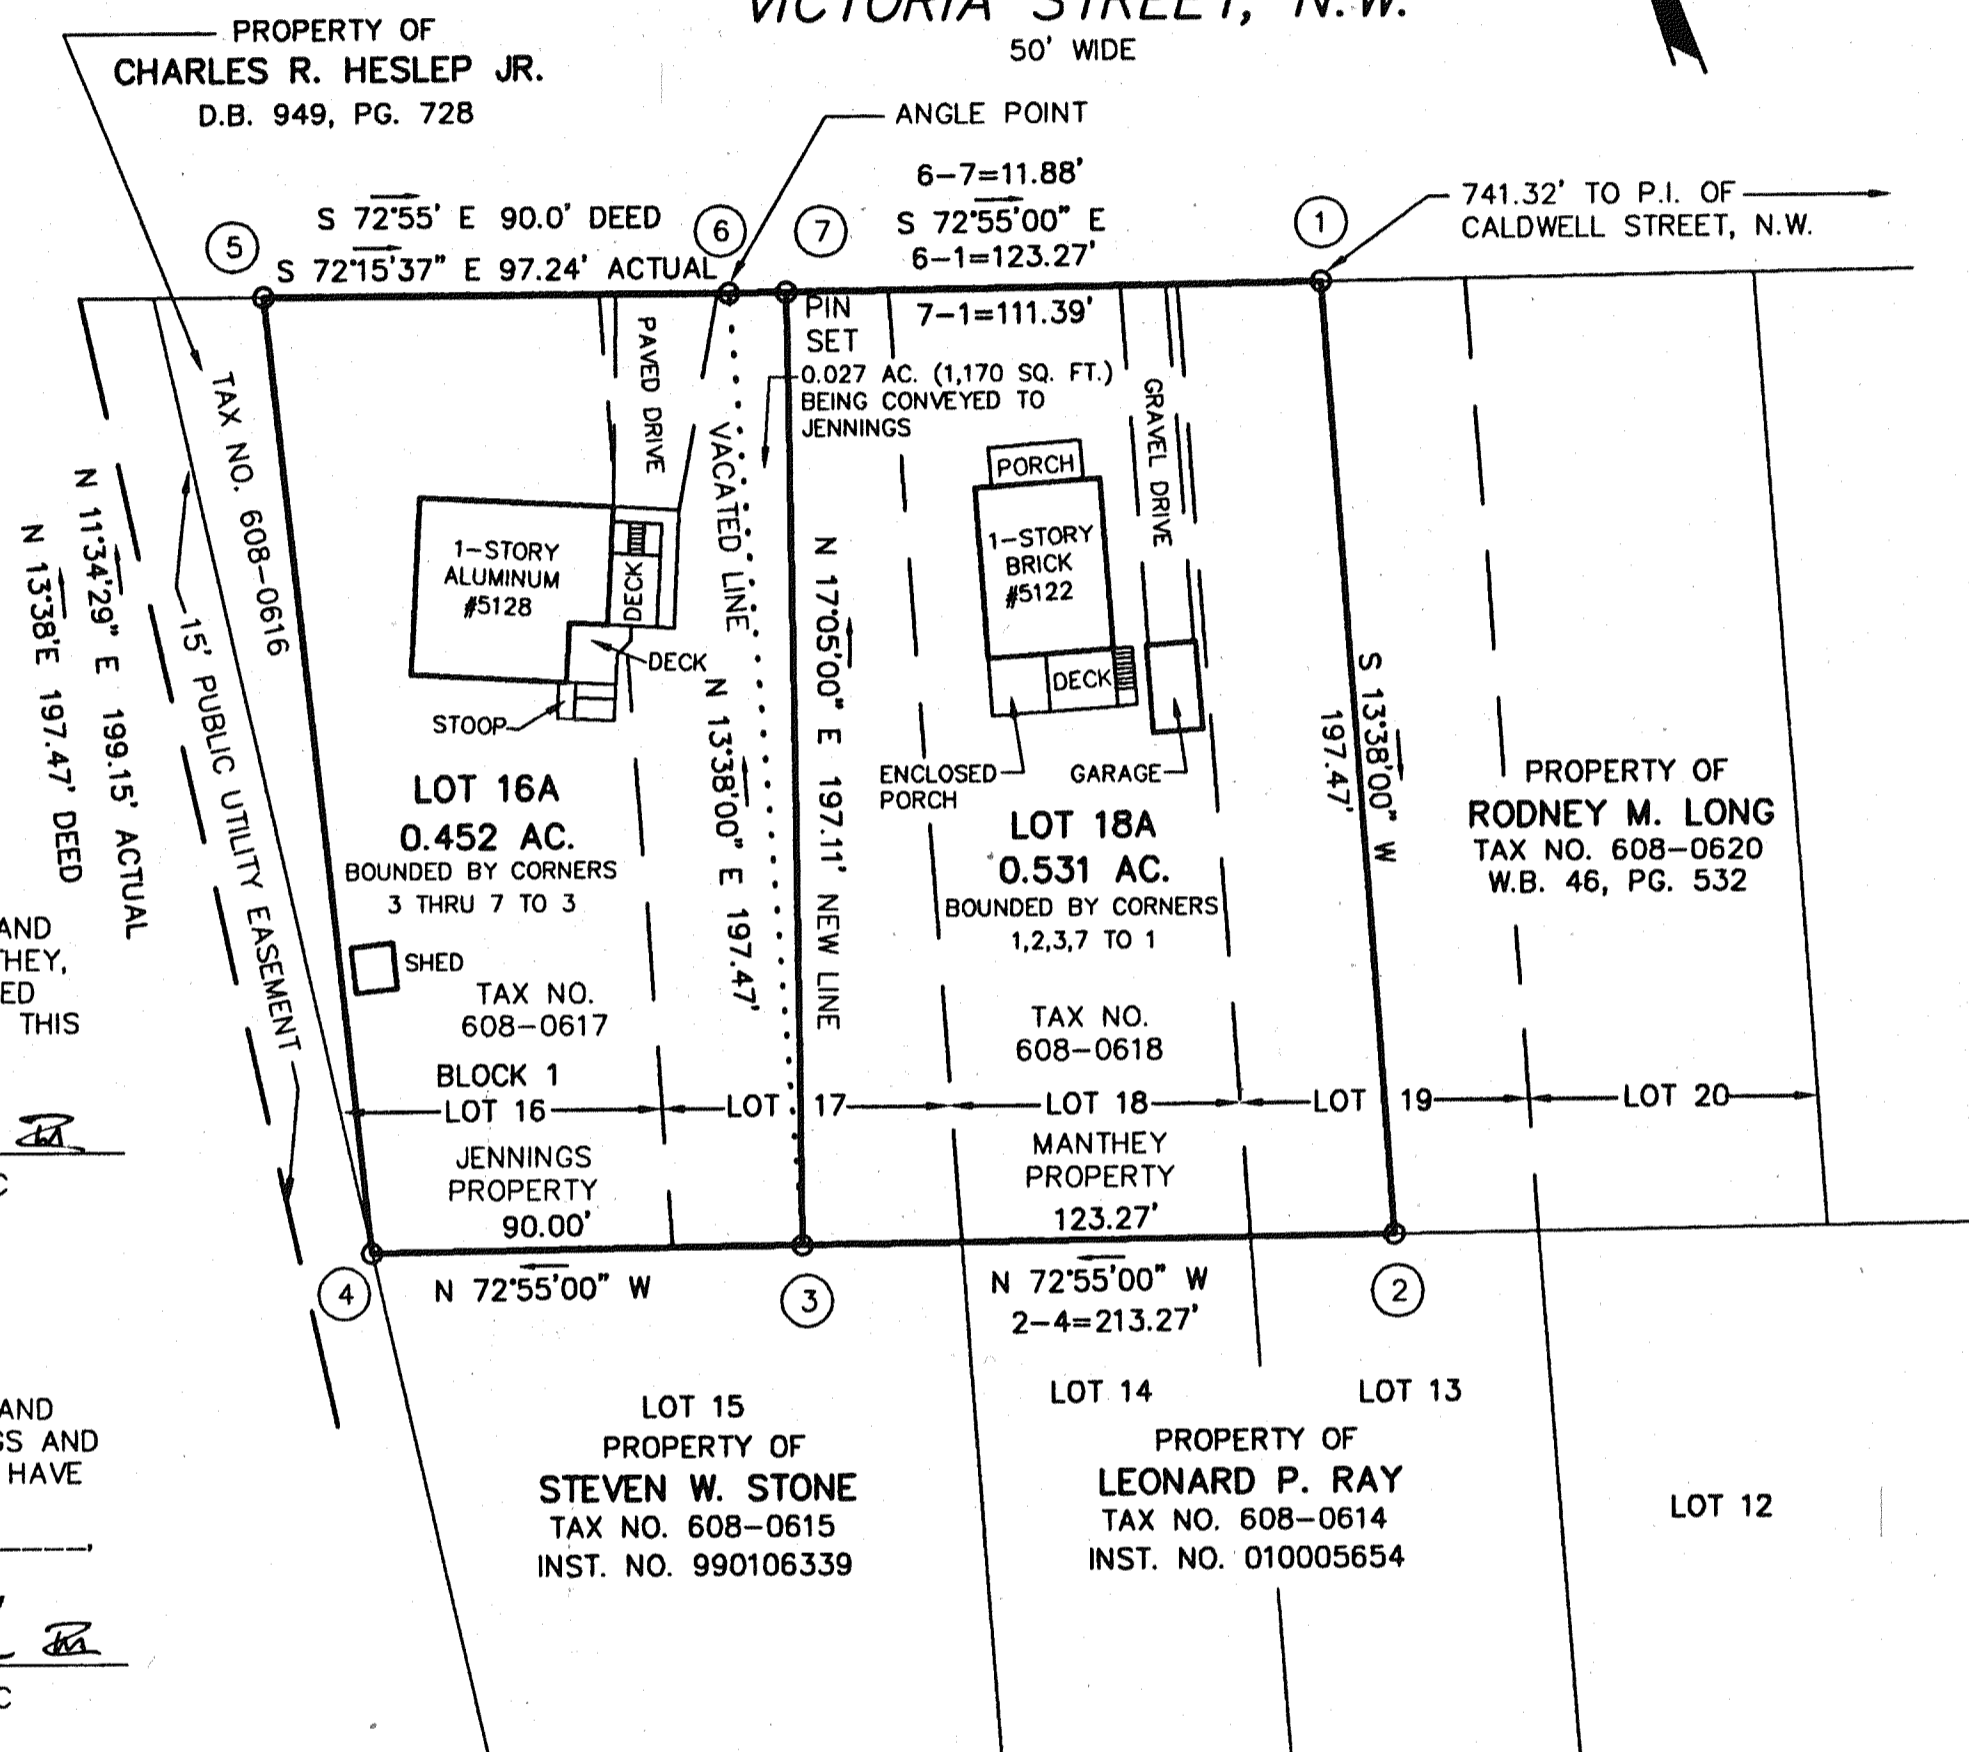 VICTORIA STREET, N.W.
50' WIDE
PROPERTY OF
CHARLES R. HESLEP JR.
D.B. 949, PG. 728
ANGLE POINT
6-7=11.88'
S 72°55'00" E
6-1=123.27'
7-1=111.39'
741.32' TO P.I. OF
CALDWELL STREET, N.W.
S 72°55' E 90.0' DEED
S 72°15'37" E 97.24' ACTUAL
5
6
7
1
PIN
SET
0.027 AC. (1,170 SQ. FT.)
BEING CONVEYED TO
JENNINGS
TAX NO. 608-0616
15' PUBLIC UTILITY EASEMENT
N 11°34'29" E 199.15' ACTUAL
N 13°38'E 197.47' DEED
PAVED DRIVE
VACATED LINE
N 13°38'00" E 197.47'
N 17°05'00" E 197.11' NEW LINE
GRAVEL DRIVE
S 13°38'00" W
197.47'
1-STORY
ALUMINUM
#5128
DECK
DECK
STOOP
PORCH
1-STORY
BRICK
#5122
DECK
ENCLOSED
PORCH
GARAGE
LOT 16A
0.452 AC.
BOUNDED BY CORNERS
3 THRU 7 TO 3
SHED
TAX NO.
608-0617
BLOCK 1
LOT 16
LOT 17
LOT 18
LOT 19
LOT 20
JENNINGS
PROPERTY
90.00'
LOT 18A
0.531 AC.
BOUNDED BY CORNERS
1,2,3,7 TO 1
TAX NO.
608-0618
MANTHEY
PROPERTY
123.27'
PROPERTY OF
RODNEY M. LONG
TAX NO. 608-0620
W.B. 46, PG. 532
4
N 72°55'00" W
3
N 72°55'00" W
2-4=213.27'
2
LOT 15
PROPERTY OF
STEVEN W. STONE
TAX NO. 608-0615
INST. NO. 990106339
LOT 14
LOT 13
PROPERTY OF
LEONARD P. RAY
TAX NO. 608-0614
INST. NO. 010005654
LOT 12
AND
THEY,
ED
THIS
C
AND
GS AND
HAVE
C